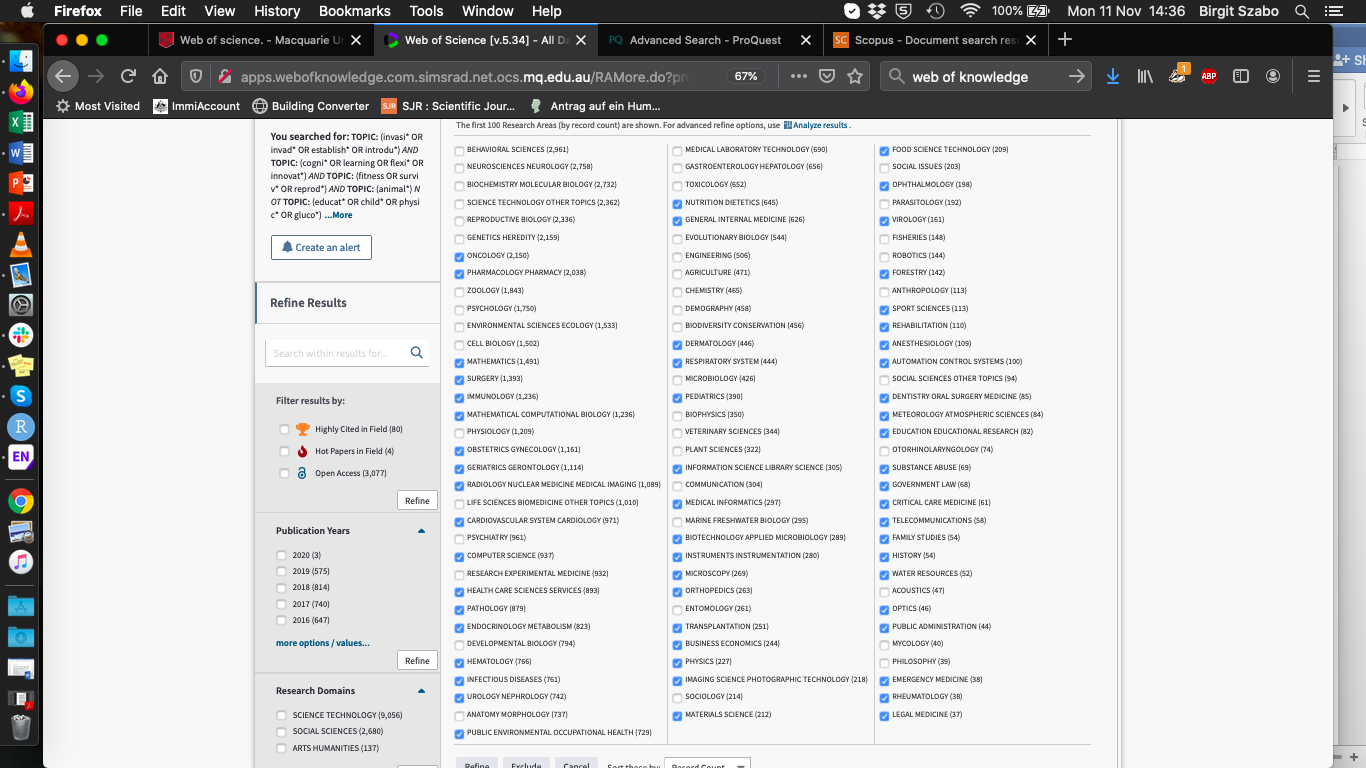 Firefox File Edit View History Bookmarks Tools Window Help 100% Mon 11 Nov 14:36 Birgit Szabo
Web of science. - Macquarie Un
Web of Science [v.5.34] - All Da
Advanced Search - ProQuest
Scopus - Document search res
apps.webofknowledge.com.simsrad.net.ocs.mq.edu.au/RAMore.do?pr 67%
web of knowledge
1
ABP
Most Visited ImmiAccount Building Converter SJR : Scientific Jour... Antrag auf ein Hum...
You searched for: TOPIC: (invasi* OR
invad* OR establish* OR introdu*) AND
TOPIC: (cogni* OR learning OR flexi* OR
innovat*) AND TOPIC: (fitness OR survi
v* OR reprod*) AND TOPIC: (animal*) N
OT TOPIC: (educat* OR child* OR physi
c* OR gluco*) ...More
Create an alert
Refine Results
Search within results for...
Filter results by:
Highly Cited in Field (80)
Hot Papers in Field (4)
Open Access (3,077)
Refine
Publication Years
2020 (3)
2019 (575)
2018 (814)
2017 (740)
2016 (647)
more options / values...
Refine
Research Domains
SCIENCE TECHNOLOGY (9,056)
SOCIAL SCIENCES (2,680)
ARTS HUMANITIES (137)
The first 100 Research Areas (by record count) are shown. For advanced refine options, use Analyze results .
BEHAVIORAL SCIENCES (2,961)
NEUROSCIENCES NEUROLOGY (2,758)
BIOCHEMISTRY MOLECULAR BIOLOGY (2,732)
SCIENCE TECHNOLOGY OTHER TOPICS (2,362)
REPRODUCTIVE BIOLOGY (2,336)
GENETICS HEREDITY (2,159)
ONCOLOGY (2,150)
PHARMACOLOGY PHARMACY (2,038)
ZOOLOGY (1,843)
PSYCHOLOGY (1,750)
ENVIRONMENTAL SCIENCES ECOLOGY (1,533)
CELL BIOLOGY (1,502)
MATHEMATICS (1,491)
SURGERY (1,393)
IMMUNOLOGY (1,236)
MATHEMATICAL COMPUTATIONAL BIOLOGY (1,236)
PHYSIOLOGY (1,209)
OBSTETRICS GYNECOLOGY (1,161)
GERIATRICS GERONTOLOGY (1,114)
RADIOLOGY NUCLEAR MEDICINE MEDICAL IMAGING (1,089)
LIFE SCIENCES BIOMEDICINE OTHER TOPICS (1,010)
CARDIOVASCULAR SYSTEM CARDIOLOGY (971)
PSYCHIATRY (961)
COMPUTER SCIENCE (937)
RESEARCH EXPERIMENTAL MEDICINE (932)
HEALTH CARE SCIENCES SERVICES (893)
PATHOLOGY (879)
ENDOCRINOLOGY METABOLISM (823)
DEVELOPMENTAL BIOLOGY (794)
HEMATOLOGY (766)
INFECTIOUS DISEASES (761)
UROLOGY NEPHROLOGY (742)
ANATOMY MORPHOLOGY (737)
PUBLIC ENVIRONMENTAL OCCUPATIONAL HEALTH (729)
MEDICAL LABORATORY TECHNOLOGY (690)
GASTROENTEROLOGY HEPATOLOGY (656)
TOXICOLOGY (652)
NUTRITION DIETETICS (645)
GENERAL INTERNAL MEDICINE (626)
EVOLUTIONARY BIOLOGY (544)
ENGINEERING (506)
AGRICULTURE (471)
CHEMISTRY (465)
DEMOGRAPHY (458)
BIODIVERSITY CONSERVATION (456)
DERMATOLOGY (446)
RESPIRATORY SYSTEM (444)
MICROBIOLOGY (426)
PEDIATRICS (390)
BIOPHYSICS (350)
VETERINARY SCIENCES (344)
PLANT SCIENCES (322)
INFORMATION SCIENCE LIBRARY SCIENCE (305)
COMMUNICATION (304)
MEDICAL INFORMATICS (297)
MARINE FRESHWATER BIOLOGY (295)
BIOTECHNOLOGY APPLIED MICROBIOLOGY (289)
INSTRUMENTS INSTRUMENTATION (280)
MICROSCOPY (269)
ORTHOPEDICS (263)
ENTOMOLOGY (261)
TRANSPLANTATION (251)
BUSINESS ECONOMICS (244)
PHYSICS (227)
IMAGING SCIENCE PHOTOGRAPHIC TECHNOLOGY (218)
SOCIOLOGY (214)
MATERIALS SCIENCE (212)
FOOD SCIENCE TECHNOLOGY (209)
SOCIAL ISSUES (203)
OPHTHALMOLOGY (198)
PARASITOLOGY (192)
VIROLOGY (161)
FISHERIES (148)
ROBOTICS (144)
FORESTRY (142)
ANTHROPOLOGY (113)
SPORT SCIENCES (113)
REHABILITATION (110)
ANESTHESIOLOGY (109)
AUTOMATION CONTROL SYSTEMS (100)
SOCIAL SCIENCES OTHER TOPICS (94)
DENTISTRY ORAL SURGERY MEDICINE (85)
METEOROLOGY ATMOSPHERIC SCIENCES (84)
EDUCATION EDUCATIONAL RESEARCH (82)
OTORHINOLARYNGOLOGY (74)
SUBSTANCE ABUSE (69)
GOVERNMENT LAW (68)
CRITICAL CARE MEDICINE (61)
TELECOMMUNICATIONS (58)
FAMILY STUDIES (54)
HISTORY (54)
WATER RESOURCES (52)
ACOUSTICS (47)
OPTICS (46)
PUBLIC ADMINISTRATION (44)
MYCOLOGY (40)
PHILOSOPHY (39)
EMERGENCY MEDICINE (38)
RHEUMATOLOGY (38)
LEGAL MEDICINE (37)
Refine Exclude Cancel Sort these by: Record Count